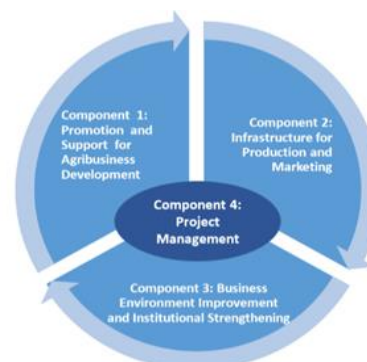 Component 1:
Promotion and
Support for
Agribusiness
Development
Component 2:
Infrastructure for
Production and
Marketing
Component 4:
Project
Management
Component 3: Business
Environment Improvement
and Institutional Strengthening